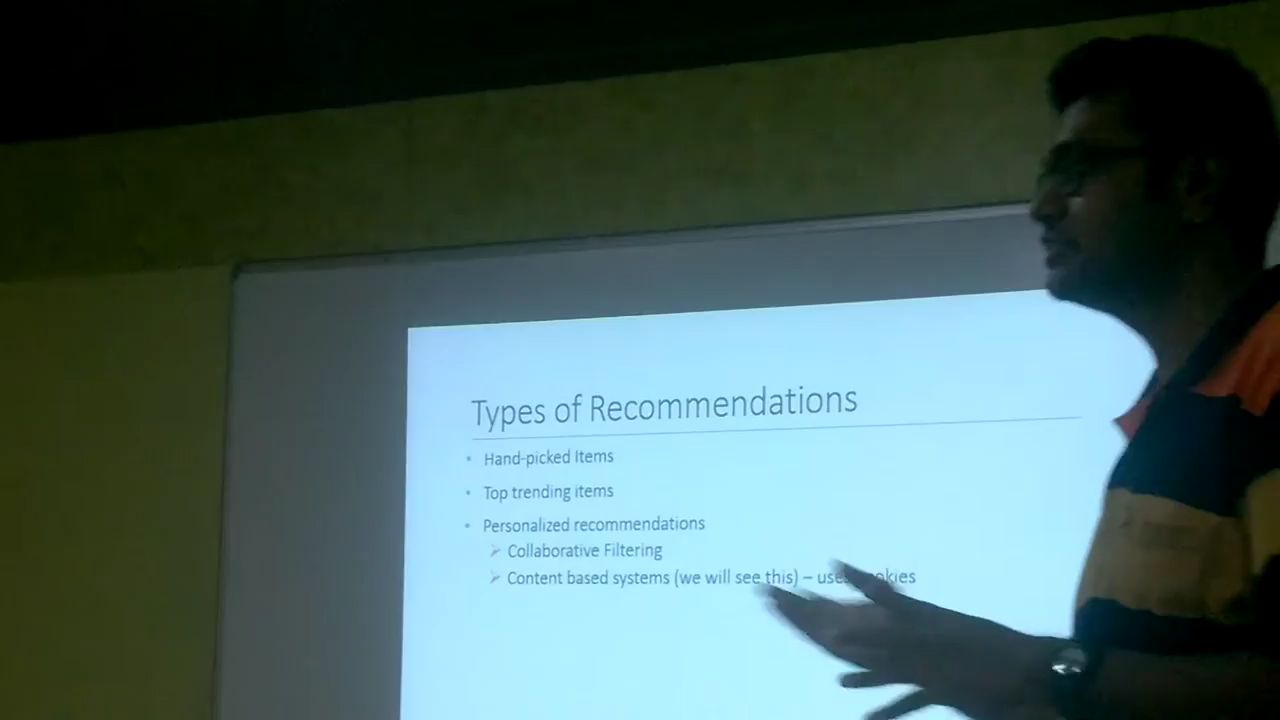 Types of Recommendations
• Hand-picked Items
• Top trending items
• Personalized recommendations
➢ Collaborative Filtering
➢ Content based systems (we will see this) –